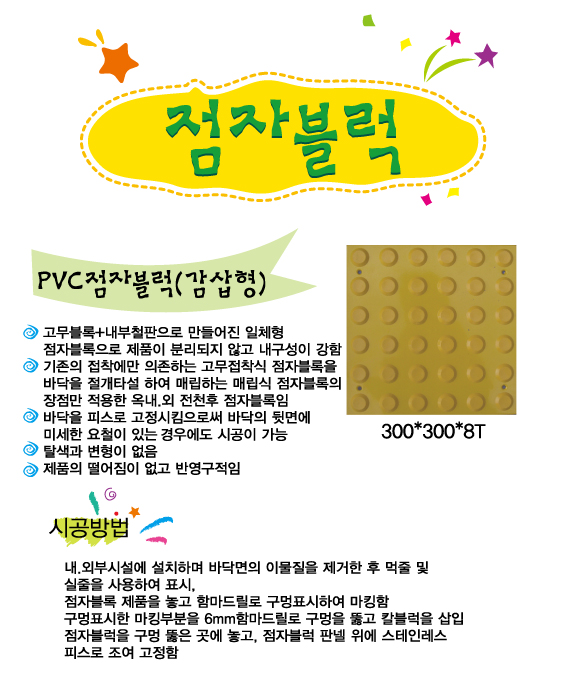 점자블럭
PVC점자블럭(감삽형)
고무블록+내부철판으로 만들어진 일체형
점자블록으로 제품이 분리되지 않고 내구성이 강함
기존의 접착에만 의존하는 고무접착식 점자블록을
바닥을 절개타설 하여 매립하는 매립식 점자블록의
장점만 적용한 옥내.외 전천후 점자블록임
바닥을 피스로 고정시킴으로써 바닥의 뒷면에
미세한 요철이 있는 경우에도 시공이 가능
탈색과 변형이 없음
제품의 떨어짐이 없고 반영구적임
300*300*8T
시공방법
내.외부시설에 설치하며 바닥면의 이물질을 제거한 후 먹줄 및
실줄을 사용하여 표시,
점자블록 제품을 놓고 함마드릴로 구멍표시하여 마킹함
구멍표시한 마킹부분을 6mm함마드릴로 구멍을 뚫고 칼블럭을 삽입
점자블럭을 구멍 뚫은 곳에 놓고, 점자블럭 판넬 위에 스테인레스
피스로 조여 고정함